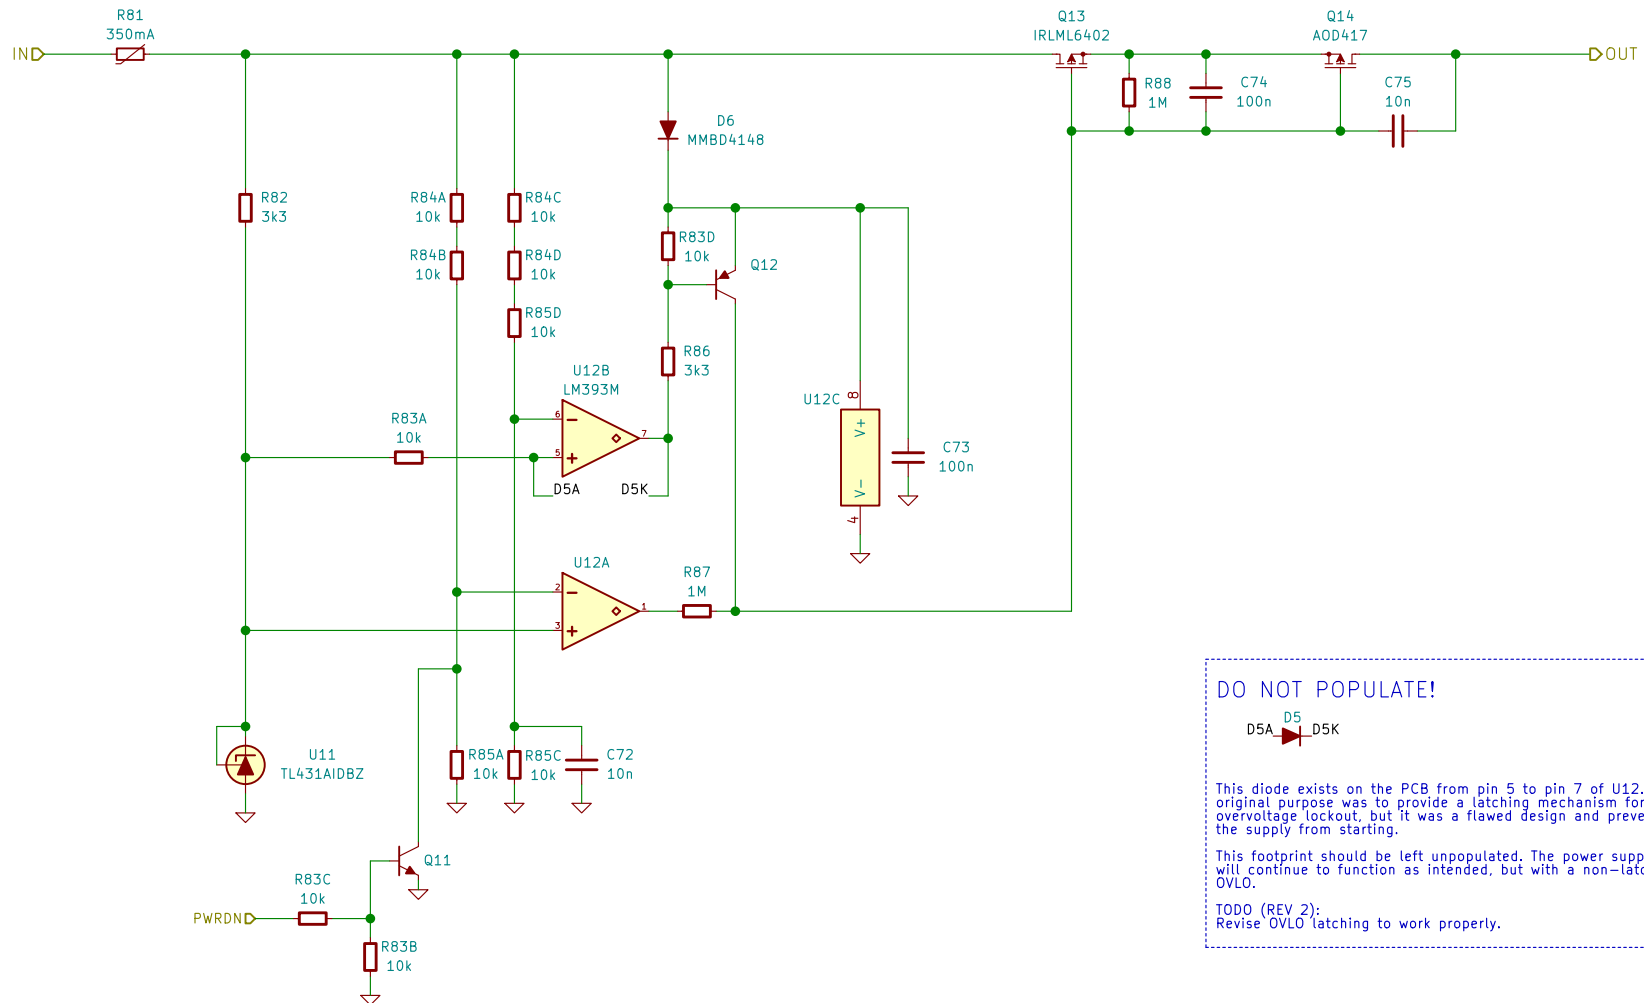 R81
350mA
IN
Q13
IRLML6402
Q14
AOD417
OUT
R88
1M
C74
100n
C75
10n
D6
MMBD4148
R82
3k3
R84A
10k
R84C
10k
R84B
10k
R84D
10k
R83D
10k
Q12
R85D
10k
R86
3k3
U12B
LM393M
6
5
7
R83A
10k
D5A
D5K
U12C
8
V+
V-
4
C73
100n
U12A
2
3
1
R87
1M
U11
TL431AIDBZ
R85A
10k
R85C
10k
C72
10n
Q11
R83C
10k
PWRDN
R83B
10k
DO NOT POPULATE!
D5
D5A
D5K
This diode exists on the PCB from pin 5 to pin 7 of U12.
original purpose was to provide a latching mechanism for
overvoltage lockout, but it was a flawed design and preve
the supply from starting.
This footprint should be left unpopulated. The power supp
will continue to function as intended, but with a non-latc
OVLO.
TODO (REV 2):
Revise OVLO latching to work properly.